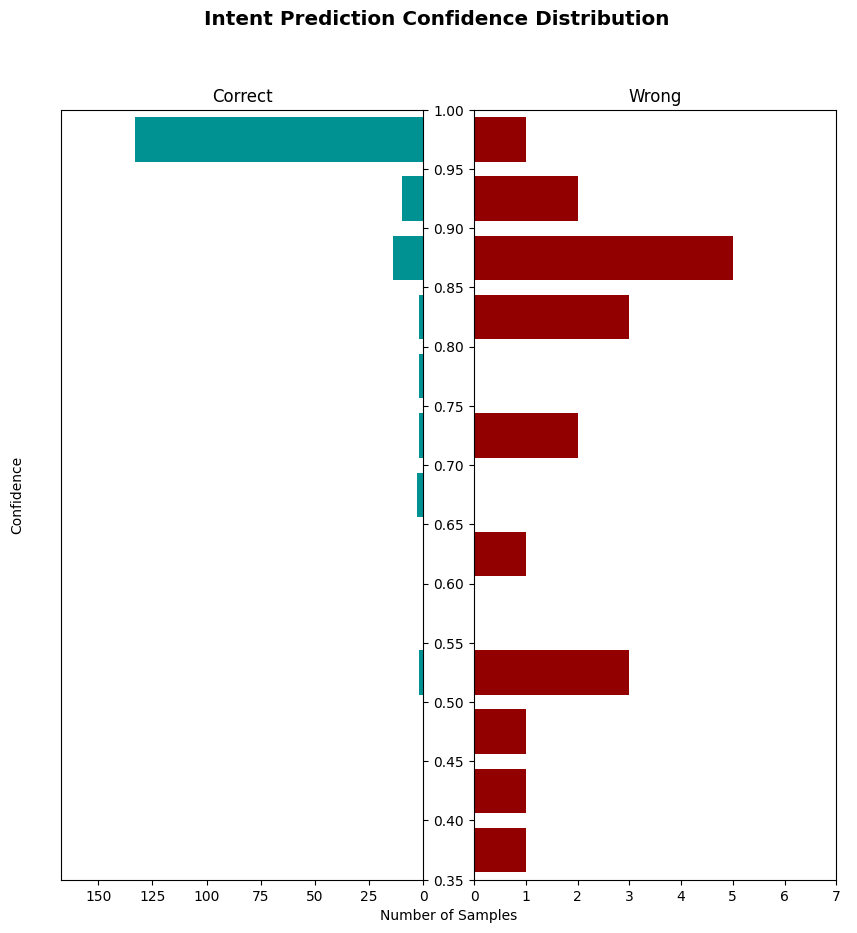 Intent Prediction Confidence Distribution
Correct
Wrong
1.00
0.95
0.90
0.85
0.80
0.75
0.70
0.65
0.60
0.55
0.50
0.45
0.40
0.35
Confidence
150 125 100 75 50 25 0
0 1 2 3 4 5 6 7
Number of Samples